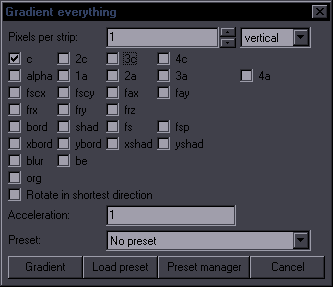 Gradient everything
Pixels per strip: 1 vertical
c 2c 3c 4c
alpha 1a 2a 3a 4a
fscx fscy fax fay
frx fry frz
bord shad fs fsp
xbord ybord xshad yshad
blur be
org
Rotate in shortest direction
Acceleration: 1
Preset: No preset
Gradient Load preset Preset manager Cancel